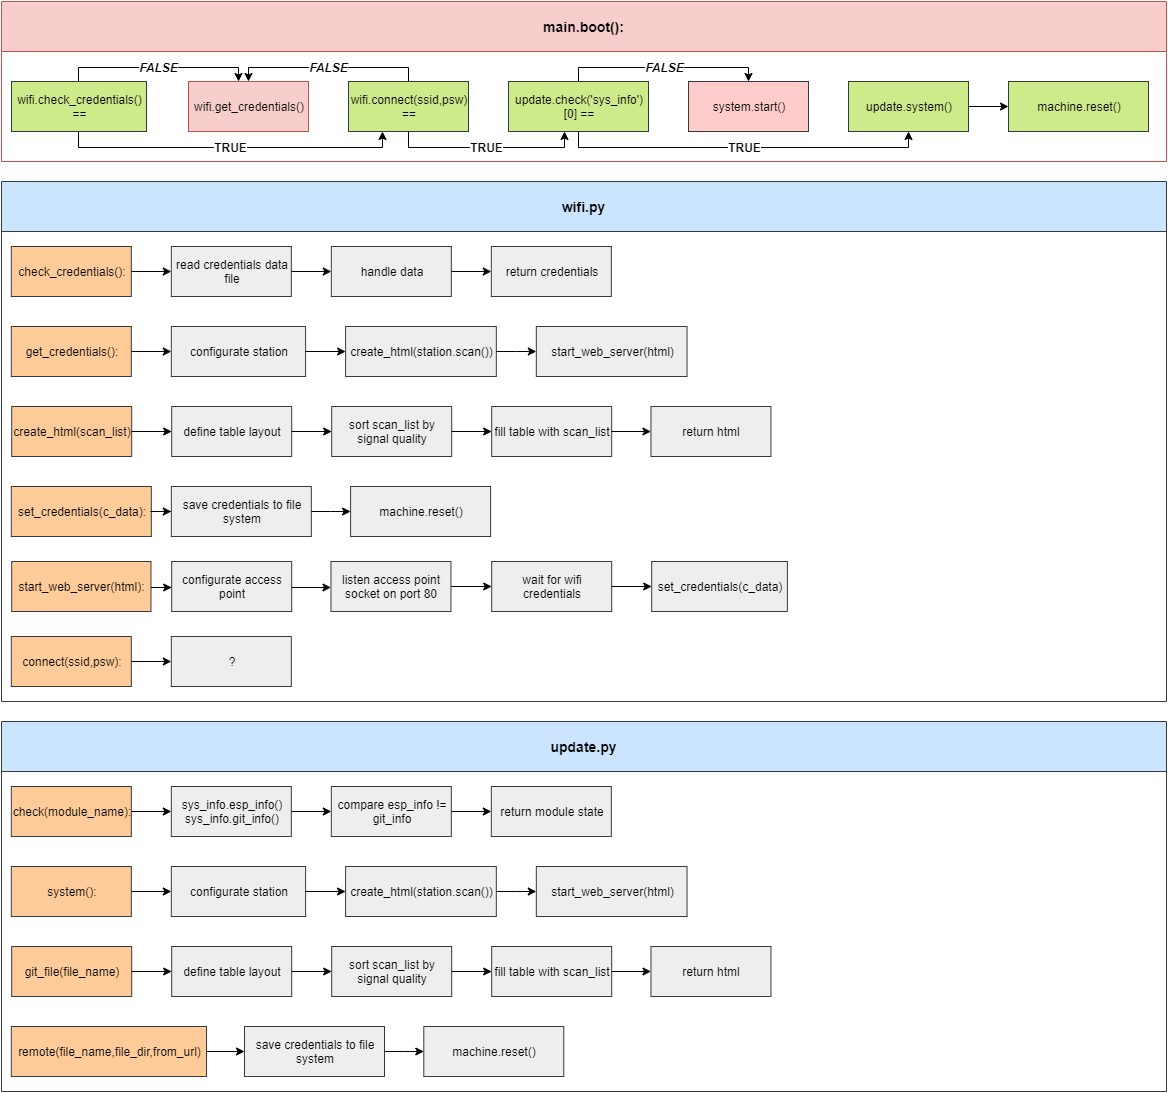 main.boot():
FALSE
FALSE
FALSE
wifi.check_credentials()
==
wifi.get_credentials()
wifi.connect(ssid,psw)
==
update.check('sys_info')
[0] ==
system.start()
update.system()
machine.reset()
TRUE
TRUE
TRUE
wifi.py
check_credentials():
read credentials data
file
handle data
return credentials
get_credentials():
configurate station
create_html(station.scan())
start_web_server(html)
create_html(scan_list)
define table layout
sort scan_list by
signal quality
fill table with scan_list
return html
set_credentials(c_data):
save credentials to file
system
machine.reset()
start_web_server(html):
configurate access
point
listen access point
socket on port 80
wait for wifi
credentials
set_credentials(c_data)
connect(ssid,psw):
?
update.py
check(module_name):
sys_info.esp_info()
sys_info.git_info()
compare esp_info !=
git_info
return module state
system():
configurate station
create_html(station.scan())
start_web_server(html)
git_file(file_name)
define table layout
sort scan_list by
signal quality
fill table with scan_list
return html
remote(file_name,file_dir,from_url)
save credentials to file
system
machine.reset()